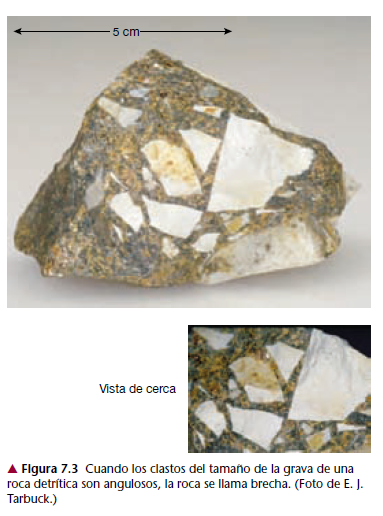 5 cm
Vista de cerca
▲ Figura 7.3 Cuando los clastos del tamaño de la grava de una
roca detrítica son angulosos, la roca se llama brecha. (Foto de E. J.
Tarbuck.)